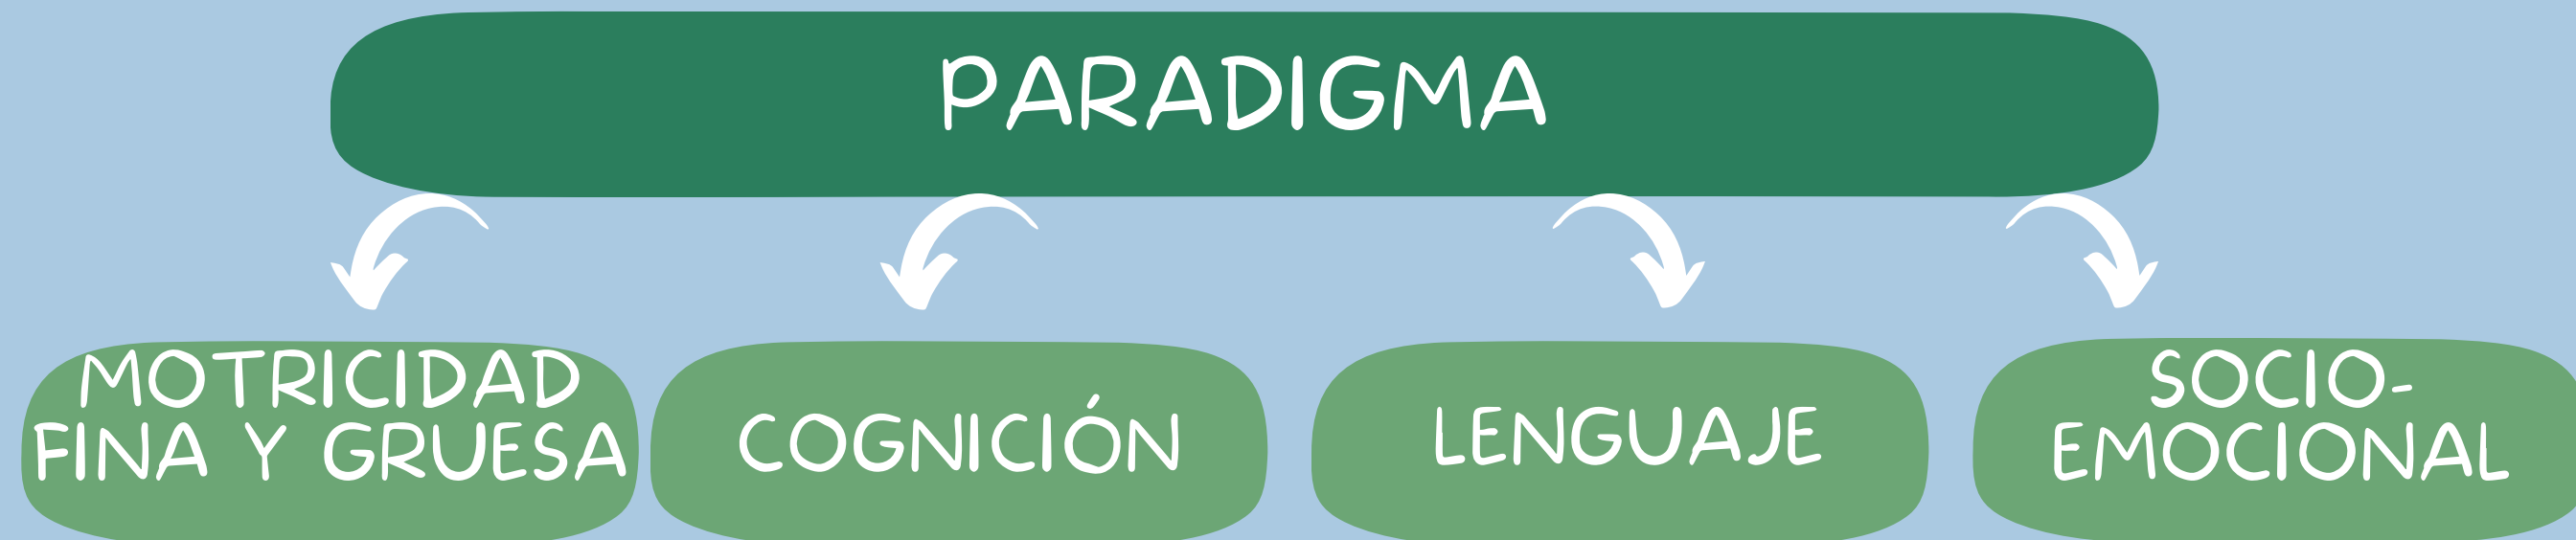 PARADIGMA
MOTRICIDAD
FINA Y GRUESA
COGNICIÓN
LENGUAJE
SOCIO-
EMOCIONAL